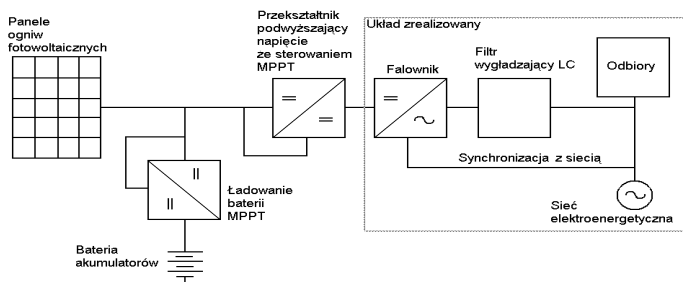 Panele
ogniw
fotowoltaicznych
Przekształtnik
podwyższający
napięcie
ze sterowaniem
MPPT
Układ zrealizowany
Falownik
Filtr
wygładzający LC
Odbiory
Synchronizacja z siecią
Sieć
elektroenergetyczna
Ładowanie
baterii
MPPT
Bateria
akumulatorów